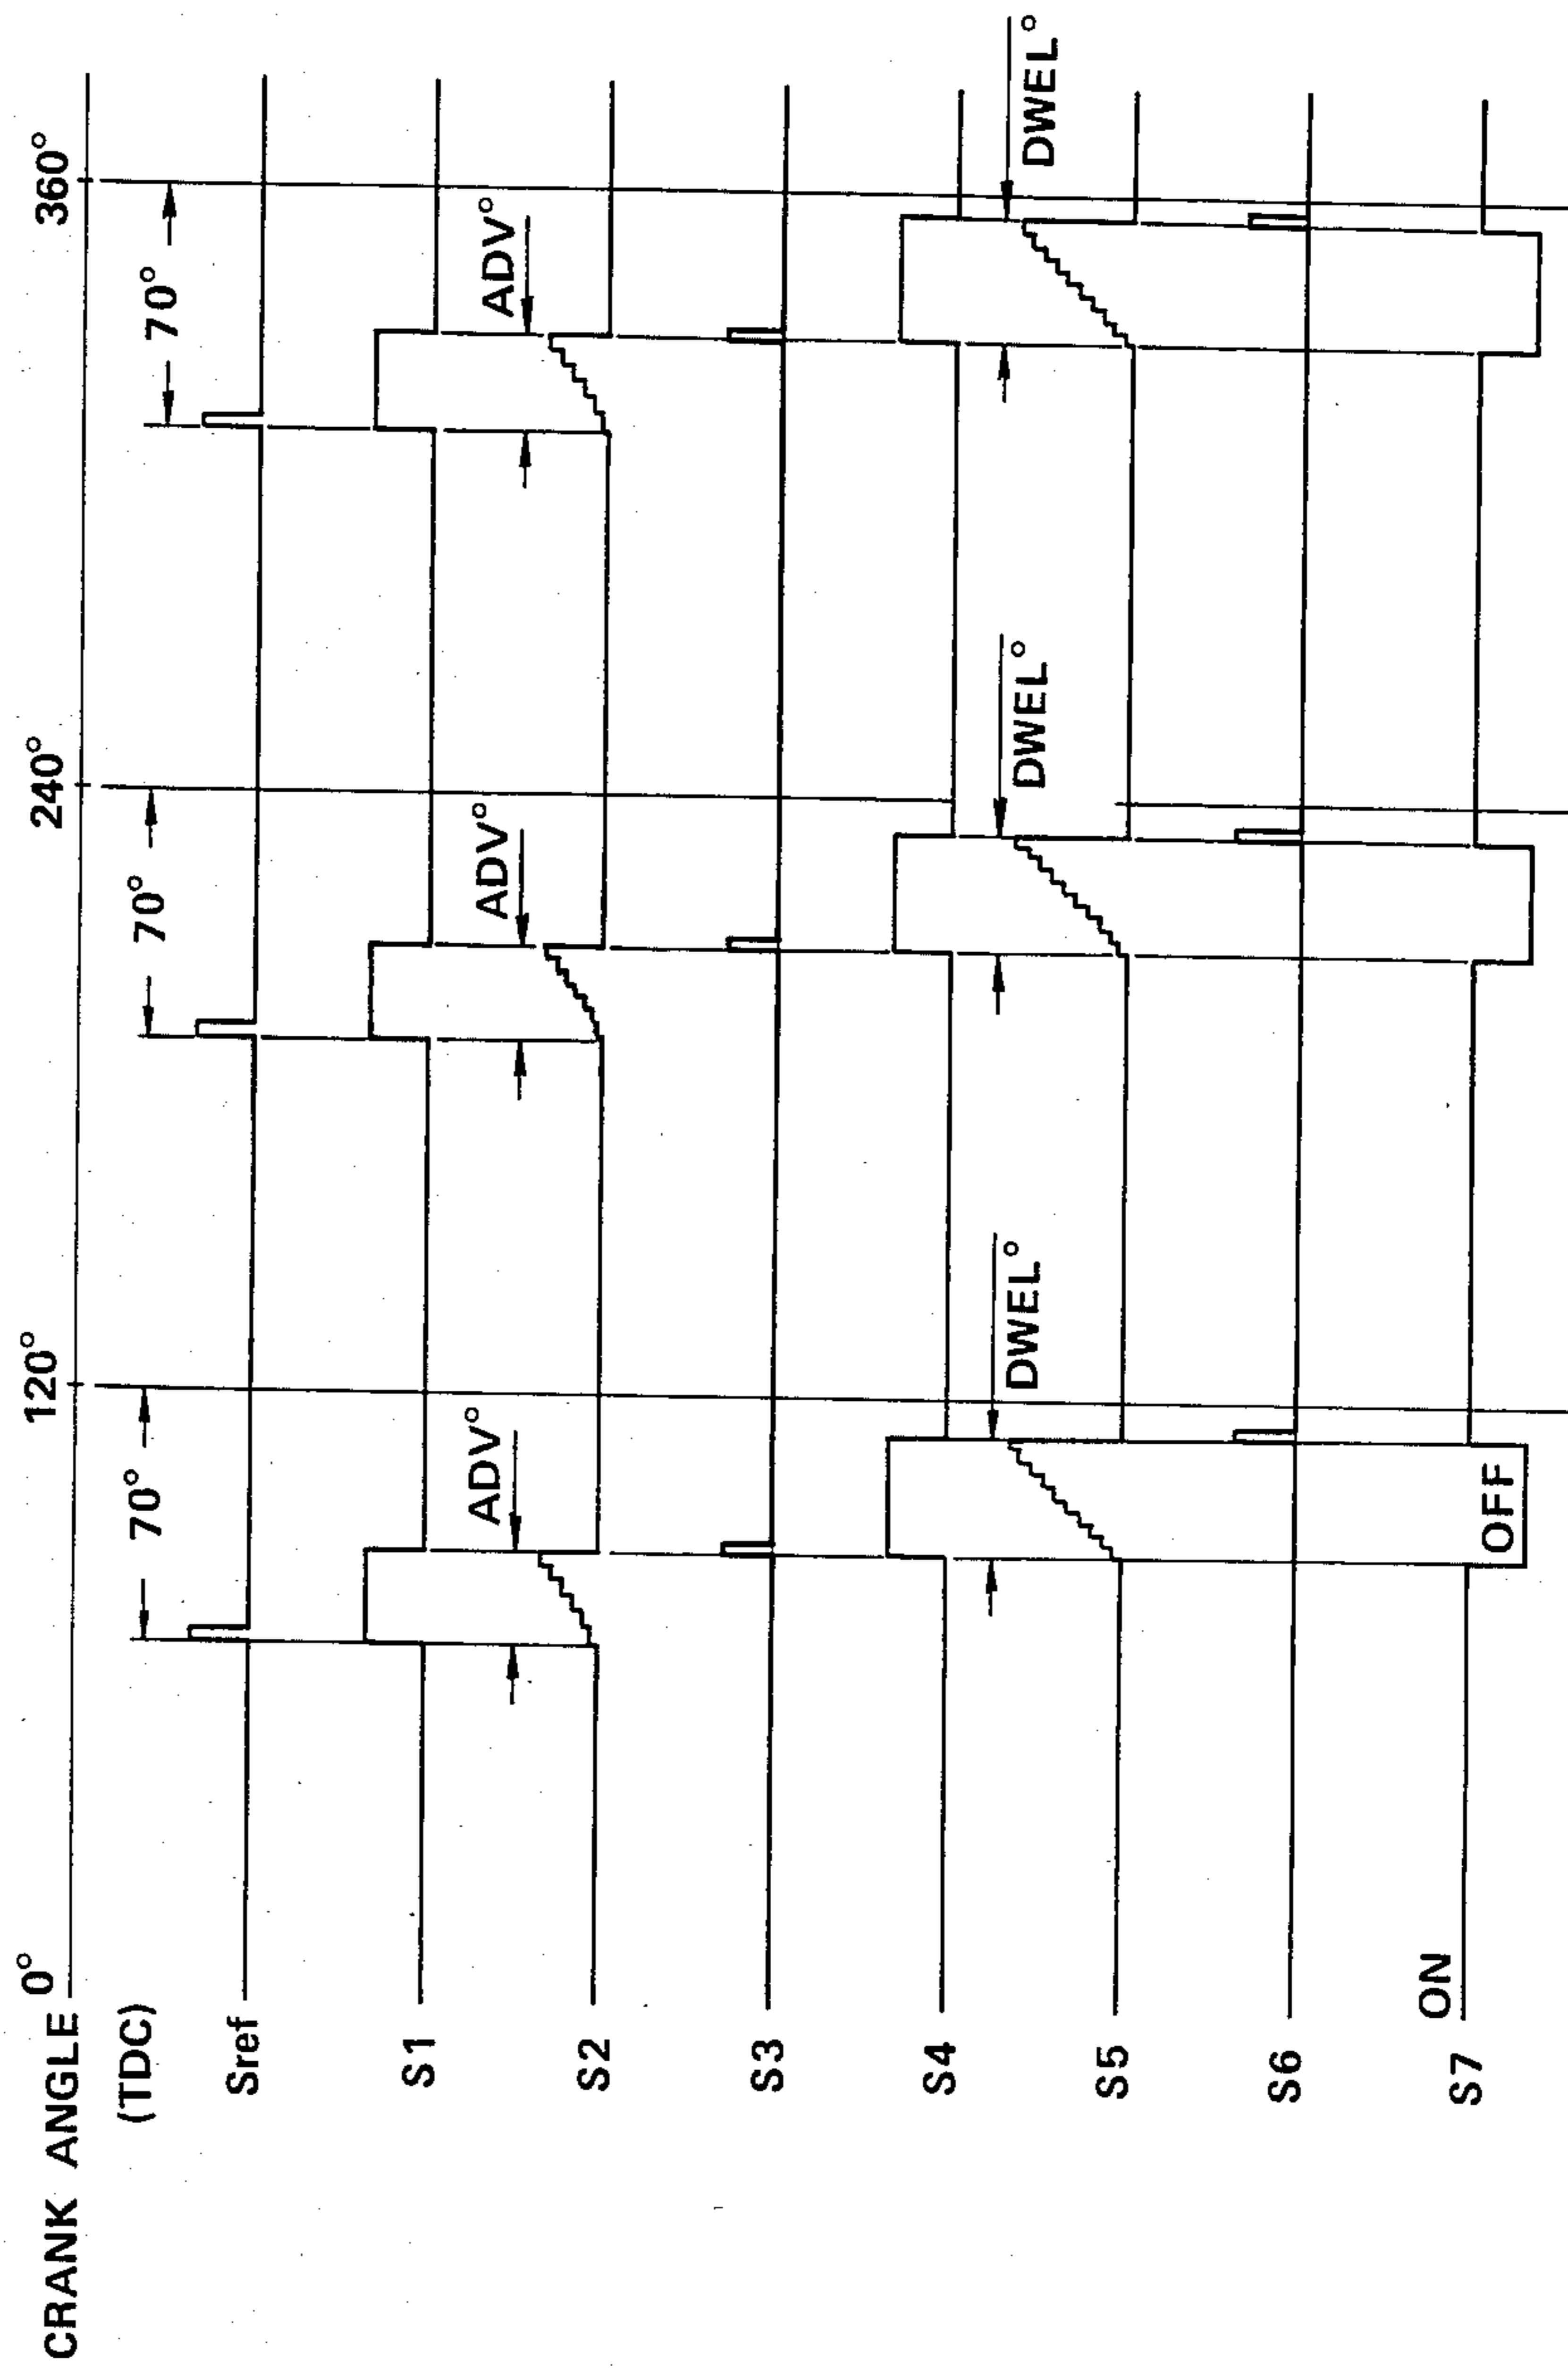 CRANK ANGLE 0° 120° 240° 360°
(TDC)
70° 70° 70°
Sref
S1
ADV° ADV° ADV°
S2
S3
S4
DWEL° DWEL° DWEL°
S5
S6
ON
S7
OFF